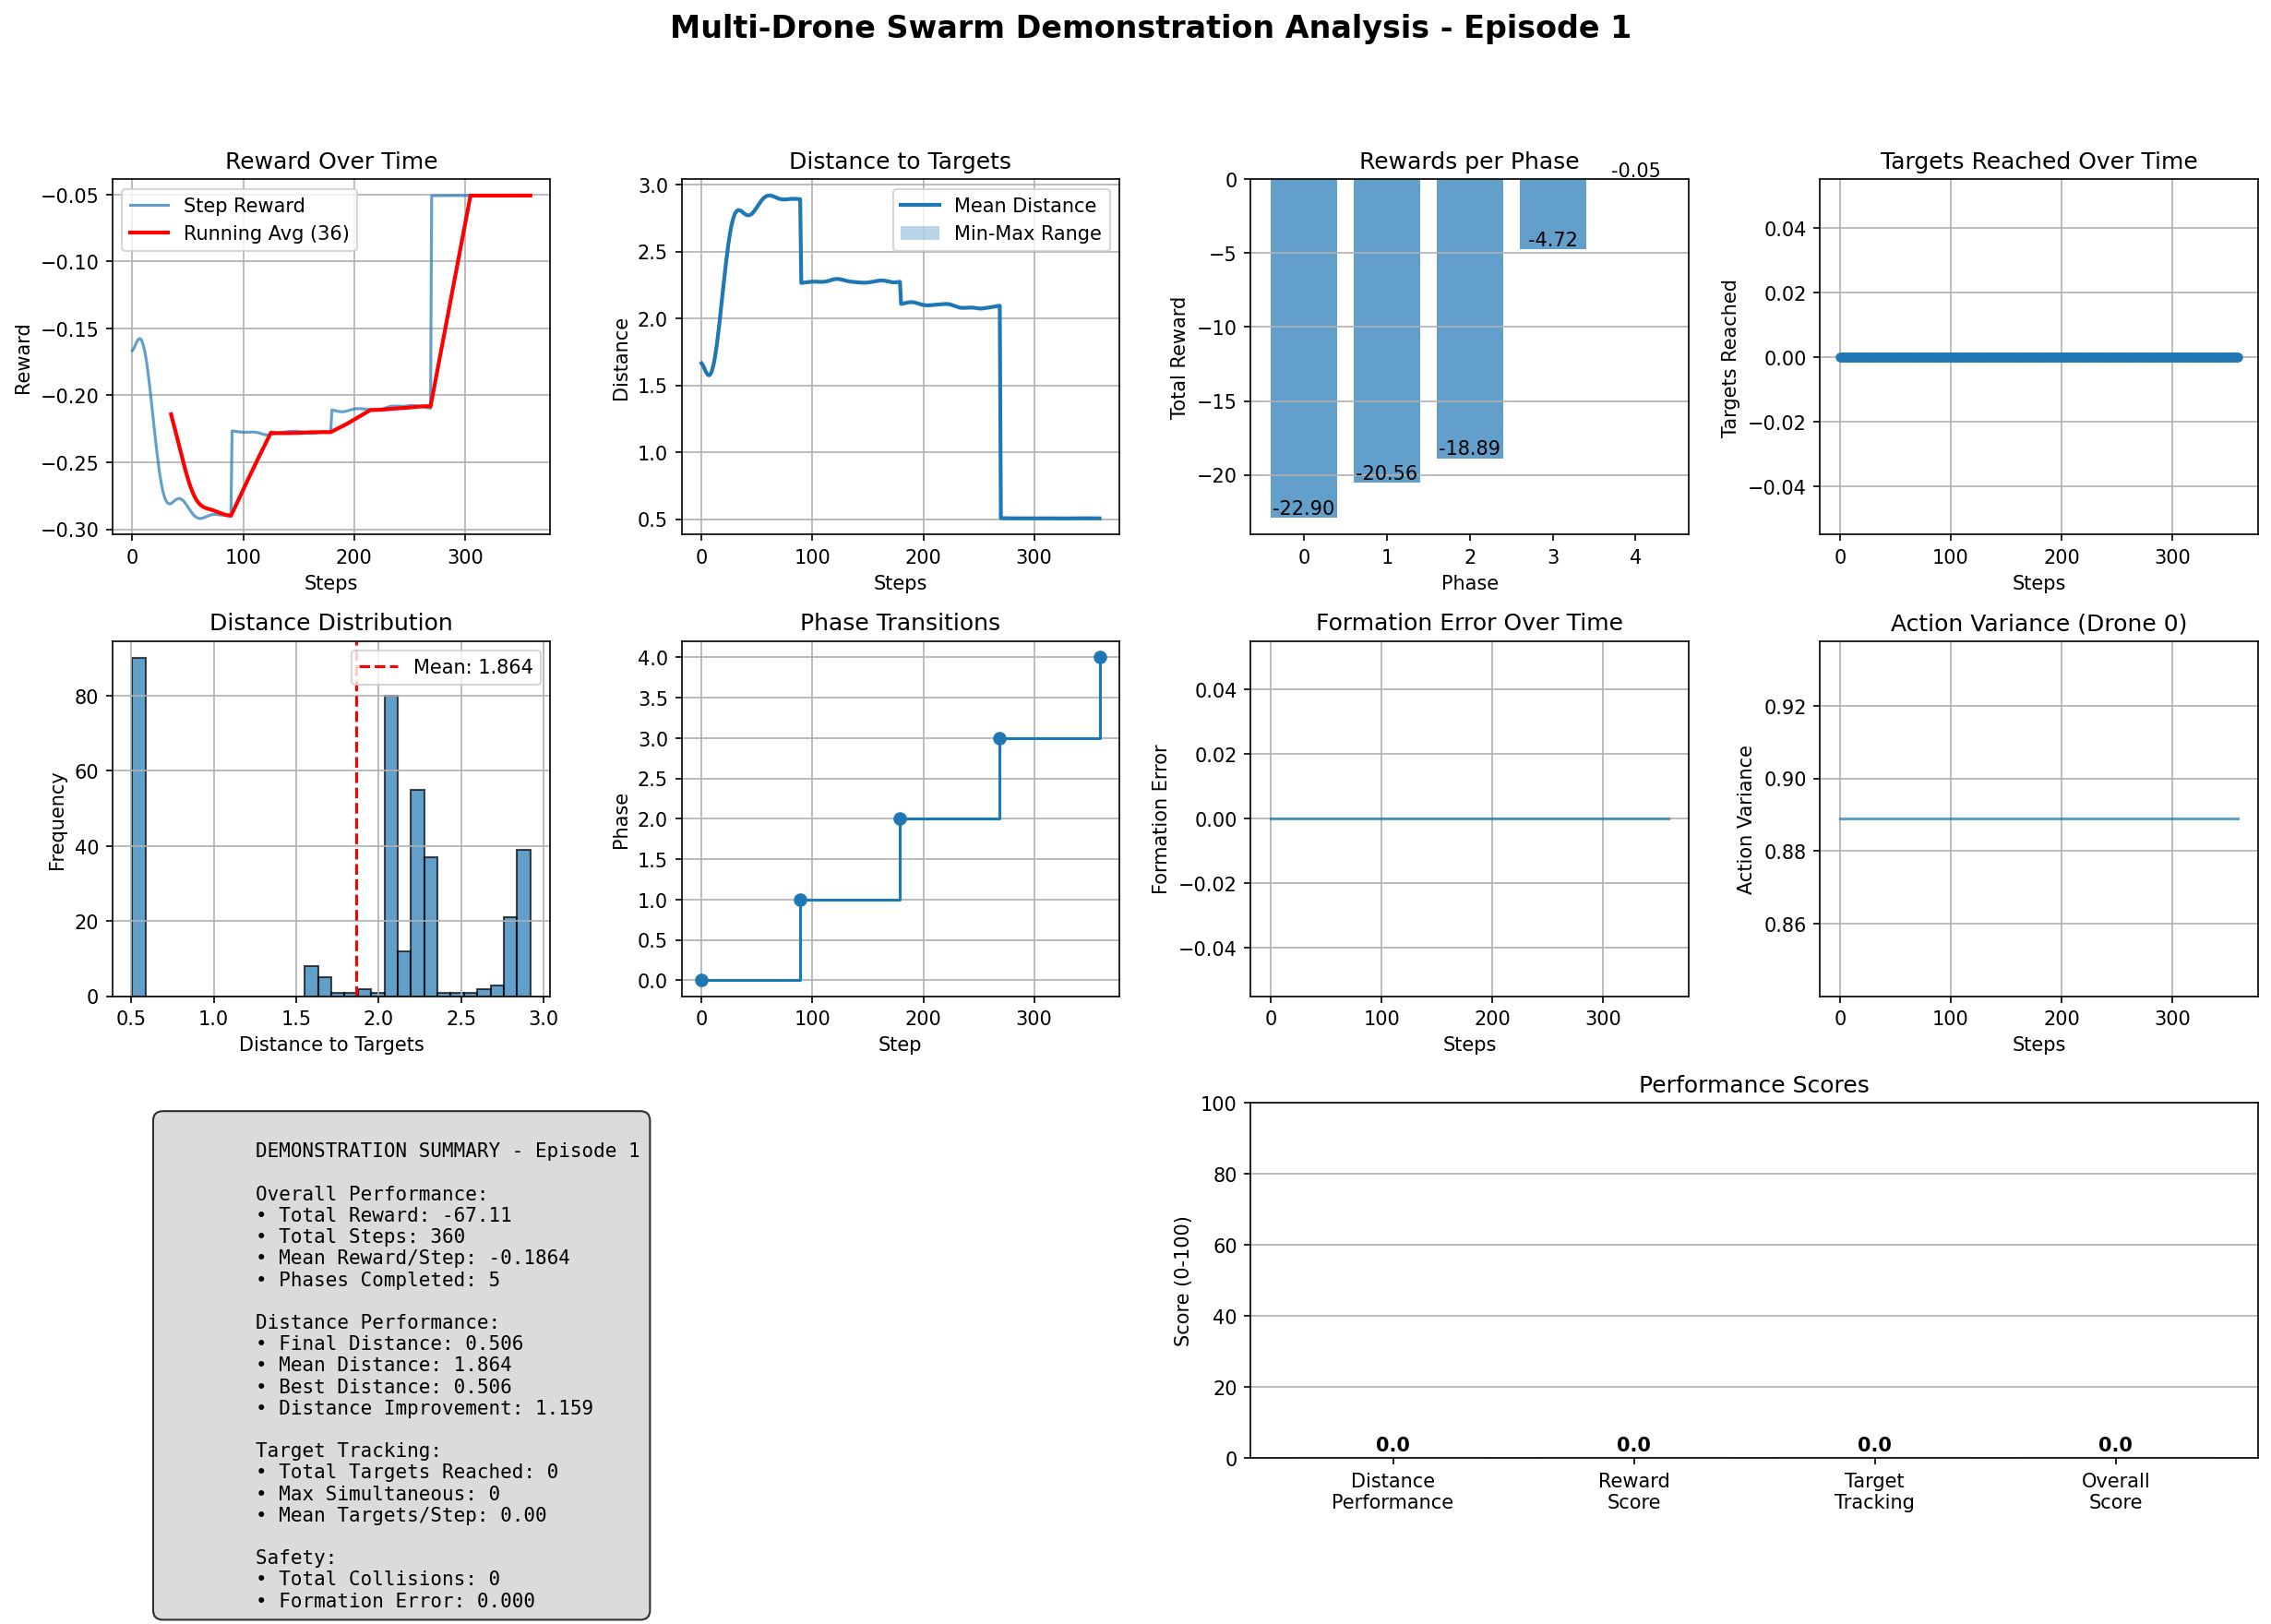 Multi-Drone Swarm Demonstration Analysis - Episode 1
Reward Over Time
Reward
−0.05
−0.10
−0.15
−0.20
−0.25
−0.30
Step Reward
Running Avg (36)
0
100
200
300
Steps
Distance to Targets
Distance
3.0
2.5
2.0
1.5
1.0
0.5
Mean Distance
Min-Max Range
0
100
200
300
Steps
Rewards per Phase
Total Reward
0
−5
−10
−15
−20
-22.90
-20.56
-18.89
-4.72
-0.05
0
1
2
3
4
Phase
Targets Reached Over Time
Targets Reached
0.04
0.02
0.00
−0.02
−0.04
0
100
200
300
Steps
Distance Distribution
Frequency
80
60
40
20
0
Mean: 1.864
0.5
1.0
1.5
2.0
2.5
3.0
Distance to Targets
Phase Transitions
Phase
4.0
3.5
3.0
2.5
2.0
1.5
1.0
0.5
0.0
0
100
200
300
Step
Formation Error Over Time
Formation Error
0.04
0.02
0.00
−0.02
−0.04
0
100
200
300
Steps
Action Variance (Drone 0)
Action Variance
0.92
0.90
0.88
0.86
0
100
200
300
Steps
DEMONSTRATION SUMMARY - Episode 1
Overall Performance:
• Total Reward: -67.11
• Total Steps: 360
• Mean Reward/Step: -0.1864
• Phases Completed: 5
Distance Performance:
• Final Distance: 0.506
• Mean Distance: 1.864
• Best Distance: 0.506
• Distance Improvement: 1.159
Target Tracking:
• Total Targets Reached: 0
• Max Simultaneous: 0
• Mean Targets/Step: 0.00
Safety:
• Total Collisions: 0
• Formation Error: 0.000
Performance Scores
Score (0-100)
100
80
60
40
20
0
0.0
0.0
0.0
0.0
Distance
Performance
Reward
Score
Target
Tracking
Overall
Score